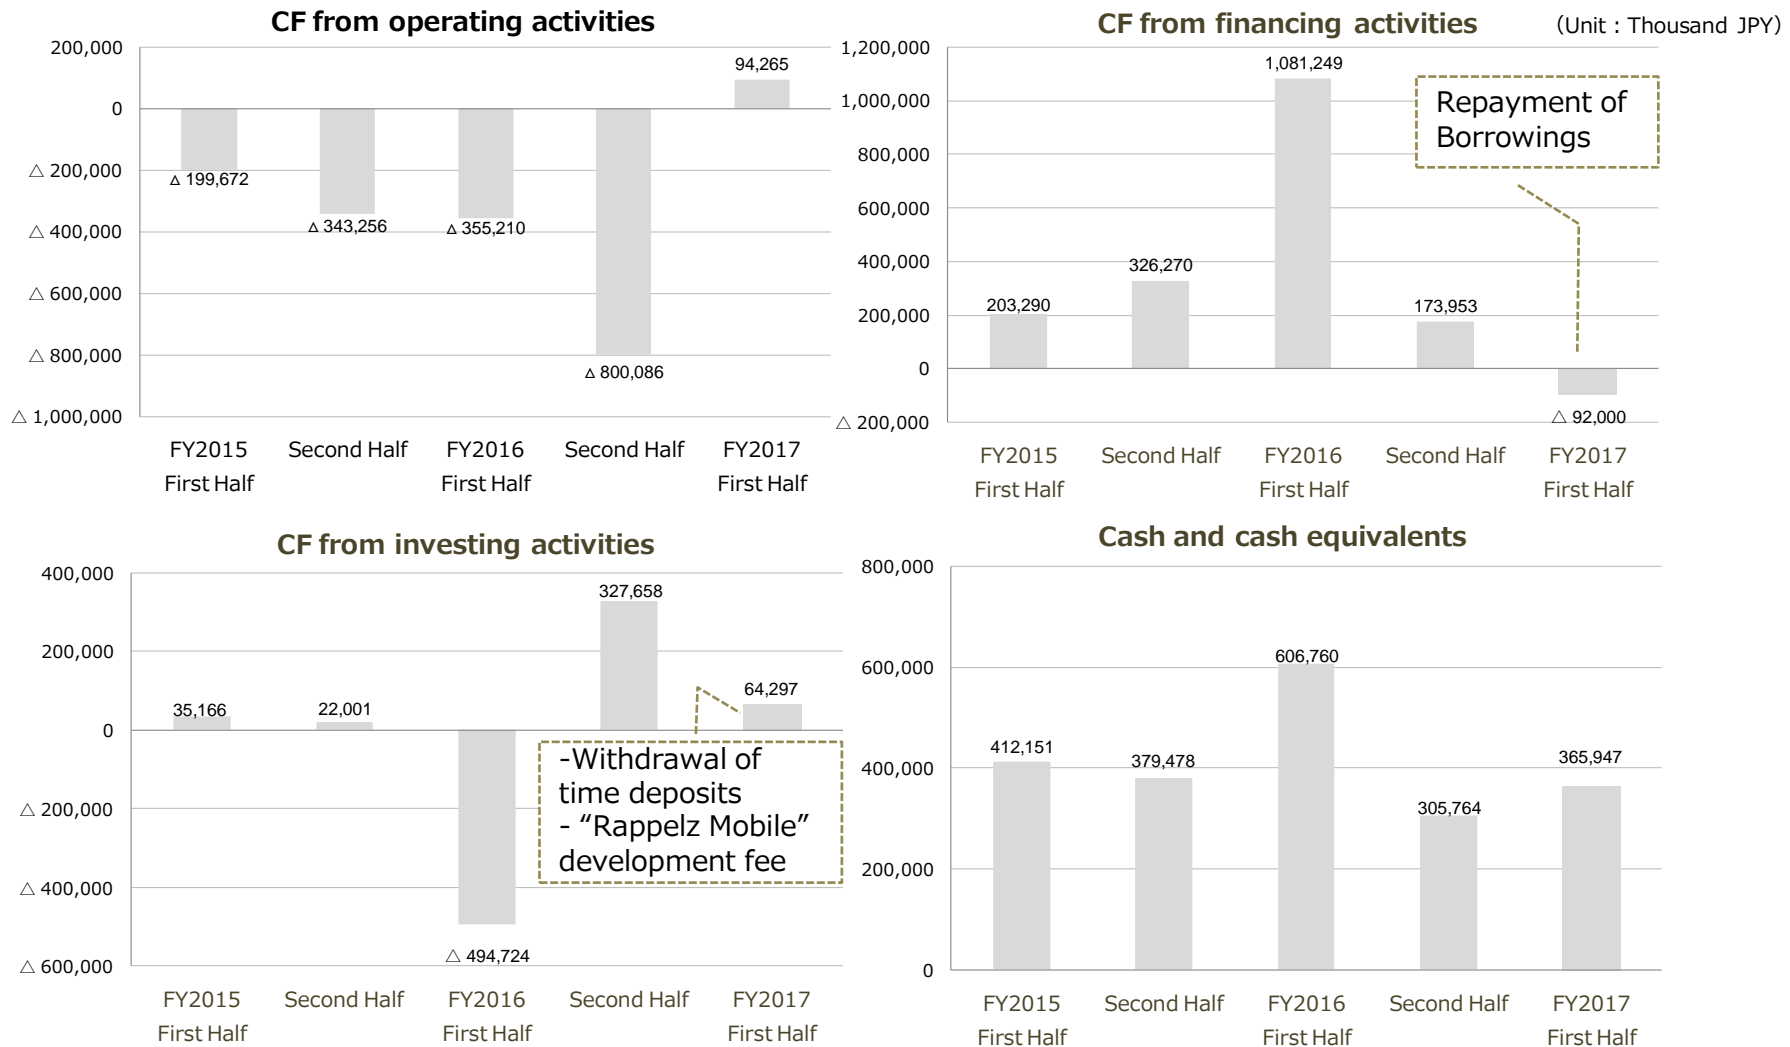 CF from operating activities
200,000
0
△ 200,000
△ 400,000
△ 600,000
△ 800,000
△ 1,000,000
94,265
Δ 199,672
Δ 343,256
Δ 355,210
Δ 800,086
FY2015 Second Half FY2016 Second Half FY2017
First Half First Half First Half
CF from financing activities
(Unit : Thousand JPY)
1,200,000
1,000,000
800,000
600,000
400,000
200,000
0
△ 200,000
203,290
326,270
1,081,249
173,953
△ 92,000
Repayment of
Borrowings
FY2015 Second Half FY2016 Second Half FY2017
First Half First Half First Half
CF from investing activities
400,000
200,000
0
△ 200,000
△ 400,000
△ 600,000
35,166
22,001
△ 494,724
327,658
64,297
-Withdrawal of
time deposits
- “Rappelz Mobile”
development fee
FY2015 Second Half FY2016 Second Half FY2017
First Half First Half First Half
Cash and cash equivalents
800,000
600,000
400,000
200,000
0
412,151
379,478
606,760
305,764
365,947
FY2015 Second Half FY2016 Second Half FY2017
First Half First Half First Half